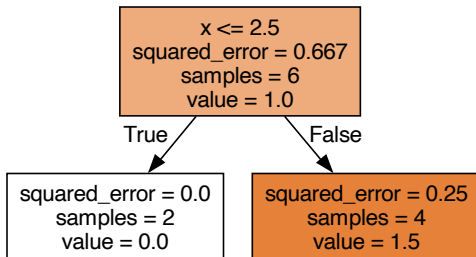 x <= 2.5
squared_error = 0.667
samples = 6
value = 1.0
True
False
squared_error = 0.0
samples = 2
value = 0.0
squared_error = 0.25
samples = 4
value = 1.5